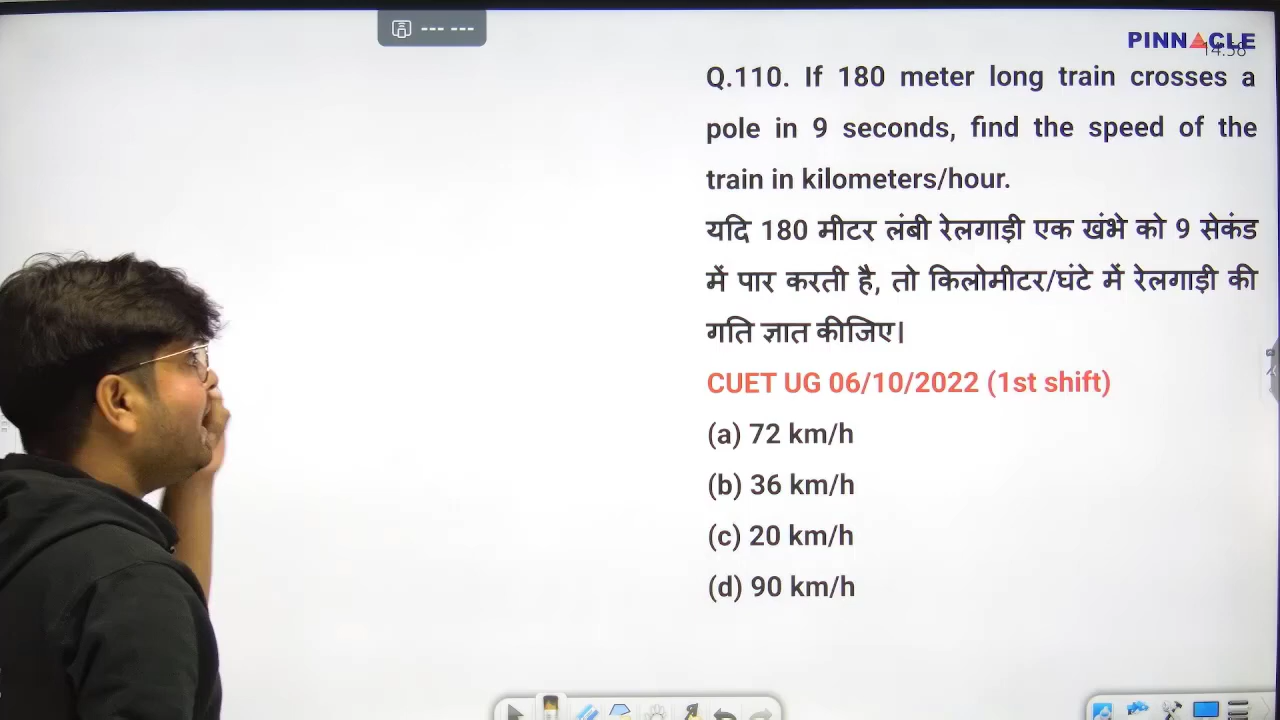 --- ---
PINNACLE
14:58
Q.110. If 180 meter long train crosses a
pole in 9 seconds, find the speed of the
train in kilometers/hour.
यदि 180 मीटर लंबी रेलगाड़ी एक खंभे को 9 सेकंड
में पार करती है, तो किलोमीटर/घंटे में रेलगाड़ी की
गति ज्ञात कीजिए।
CUET UG 06/10/2022 (1st shift)
(a) 72 km/h
(b) 36 km/h
(c) 20 km/h
(d) 90 km/h